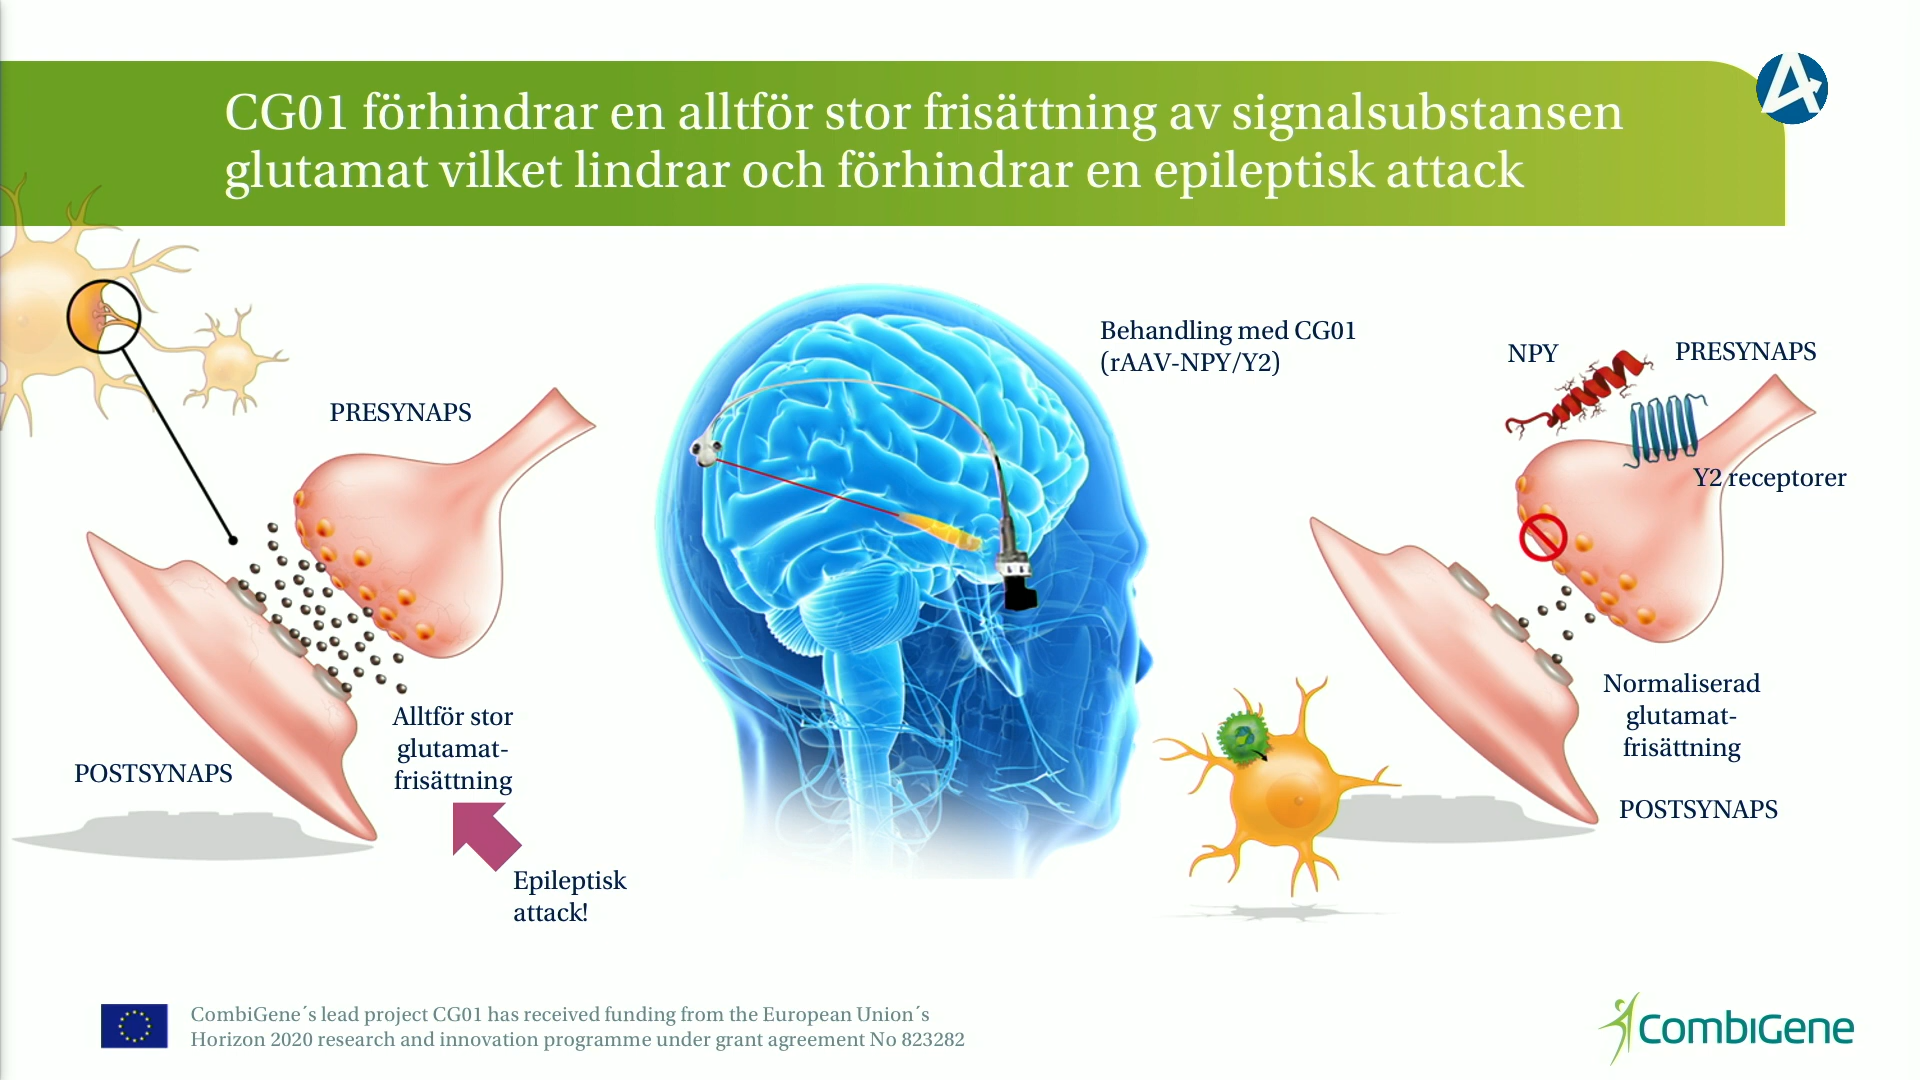 CG01 förhindrar en alltför stor frisättning av signalsubstansen
glutamat vilket lindrar och förhindrar en epileptisk attack
PRESYNAPS
POSTSYNAPS
Alltför stor
glutamat-
frisättning
Epileptisk
attack!
Behandling med CG01
(rAAV-NPY/Y2)
NPY
PRESYNAPS
Y2 receptorer
Normaliserad
glutamat-
frisättning
POSTSYNAPS
CombiGene´s lead project CG01 has received funding from the European Union´s
Horizon 2020 research and innovation programme under grant agreement No 823282
CombiGene